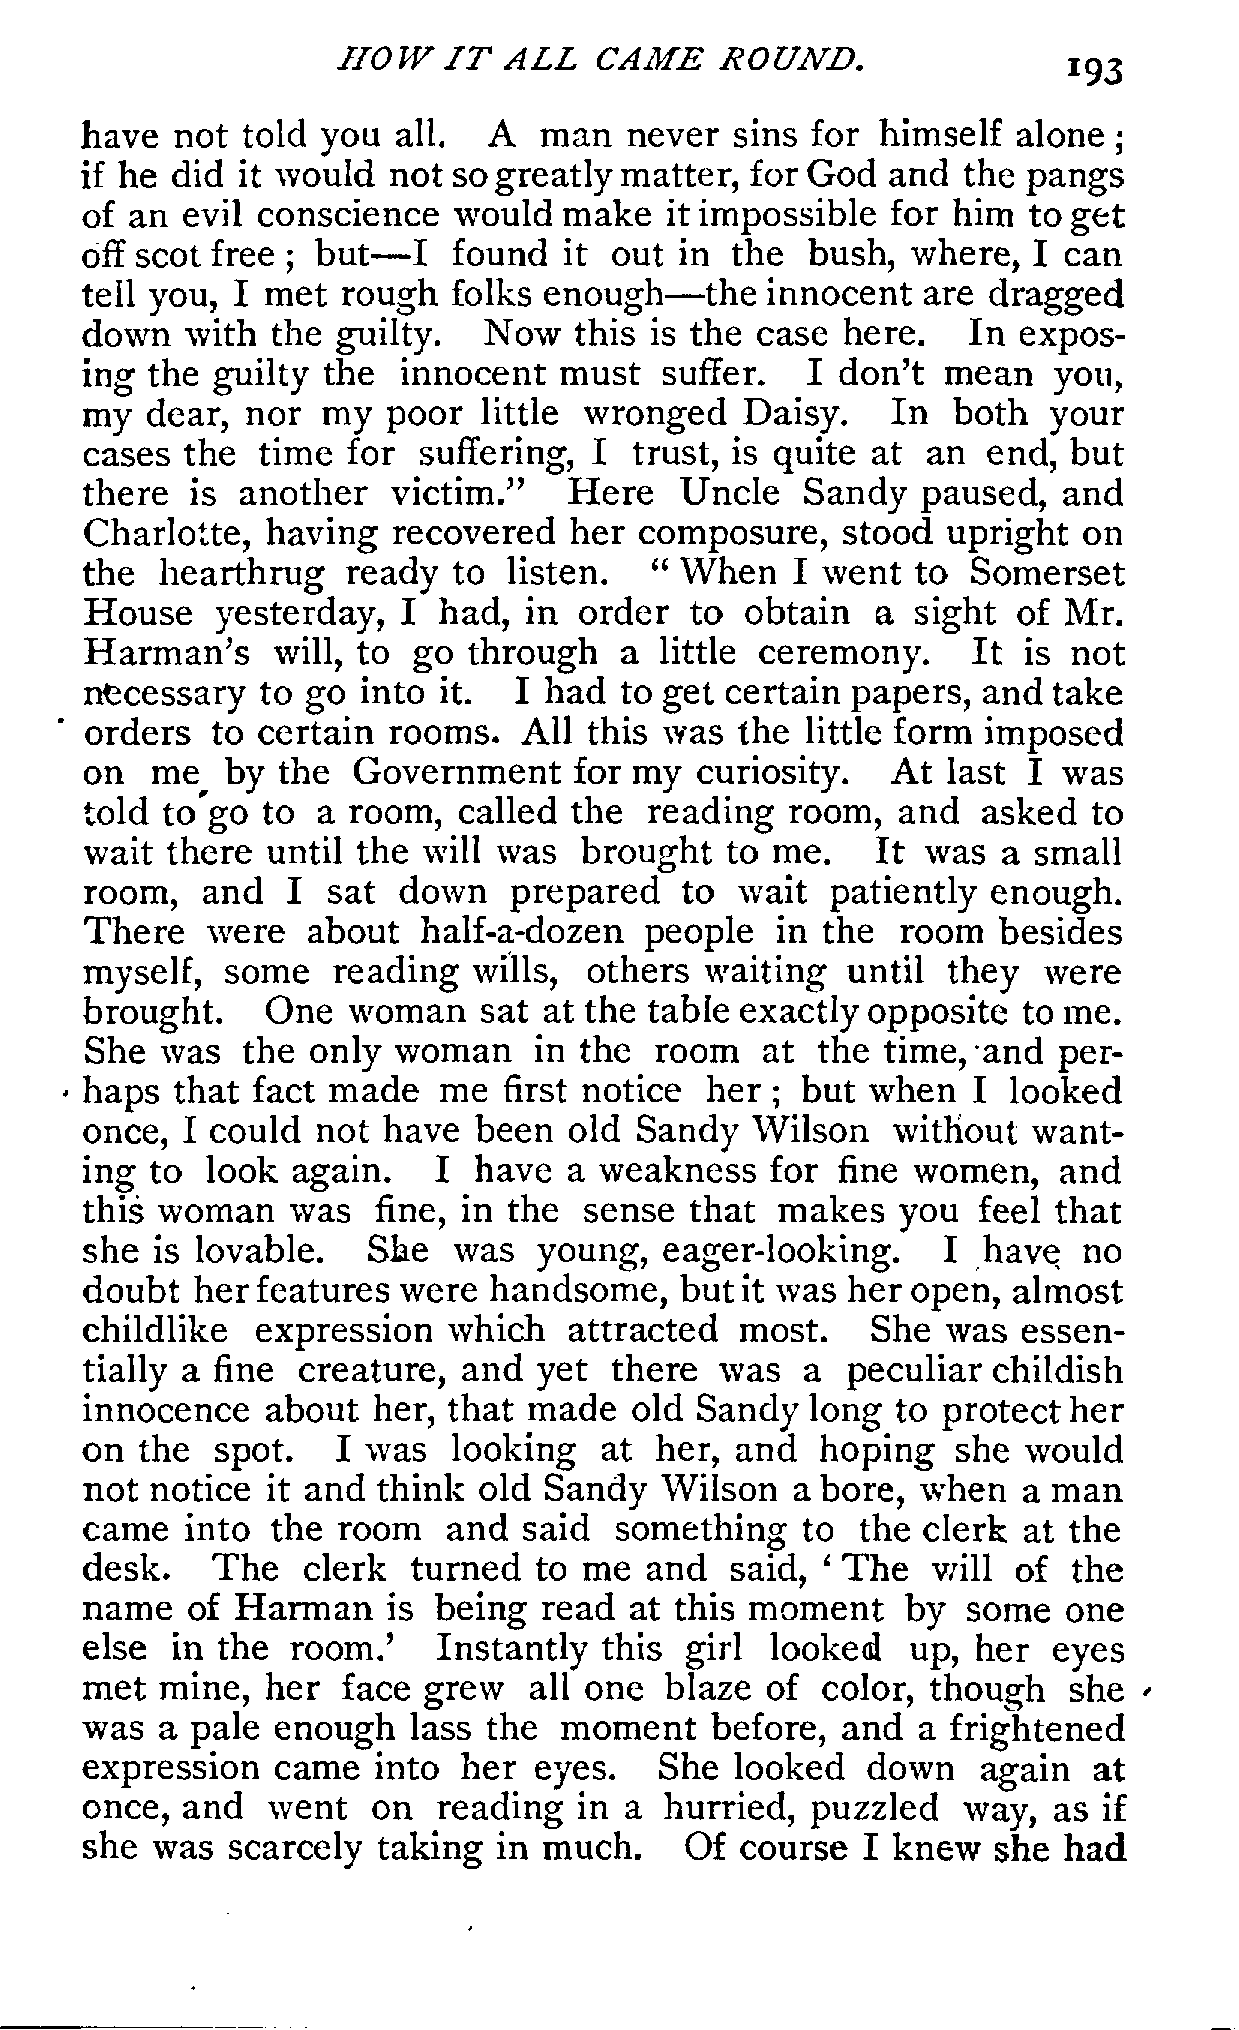 HOW IT ALL CAME ROUND. 193
have not told you all. A man never sins for himself alone ;
if he did it would not so greatly matter, for God and the pangs
of an evil conscience would make it impossible for him to get
off scot free ; but—I found it out in the bush, where, I can
tell you, I met rough folks enough—the innocent are dragged
down with the guilty. Now this is the case here. In expos-
ing the guilty the innocent must suffer. I don't mean you,
my dear, nor my poor little wronged Daisy. In both your
cases the time for suffering, I trust, is quite at an end, but
there is another victim." Here Uncle Sandy paused, and
Charlotte, having recovered her composure, stood upright on
the hearthrug ready to listen. " When I went to Somerset
House yesterday, I had, in order to obtain a sight of Mr.
Harman's will, to go through a little ceremony. It is not
necessary to go into it. I had to get certain papers, and take
orders to certain rooms. All this was the little form imposed
on me by the Government for my curiosity. At last I was
told to go to a room, called the reading room, and asked to
wait there until the will was brought to me. It was a small
room, and I sat down prepared to wait patiently enough.
There were about half-a-dozen people in the room besides
myself, some reading wills, others waiting until they were
brought. One woman sat at the table exactly opposite to me.
She was the only woman in the room at the time, and per-
haps that fact made me first notice her ; but when I looked
once, I could not have been old Sandy Wilson without want-
ing to look again. I have a weakness for fine women, and
this woman was fine, in the sense that makes you feel that
she is lovable. She was young, eager-looking. I have no
doubt her features were handsome, but it was her open, almost
childlike expression which attracted most. She was essen-
tially a fine creature, and yet there was a peculiar childish
innocence about her, that made old Sandy long to protect her
on the spot. I was looking at her, and hoping she would
not notice it and think old Sandy Wilson a bore, when a man
came into the room and said something to the clerk at the
desk. The clerk turned to me and said, ' The will of the
name of Harman is being read at this moment by some one
else in the room.' Instantly this girl looked up, her eyes
met mine, her face grew all one blaze of color, though she
was a pale enough lass the moment before, and a frightened
expression came into her eyes. She looked down again at
once, and went on reading in a hurried, puzzled way, as if
she was scarcely taking in much. Of course I knew she had